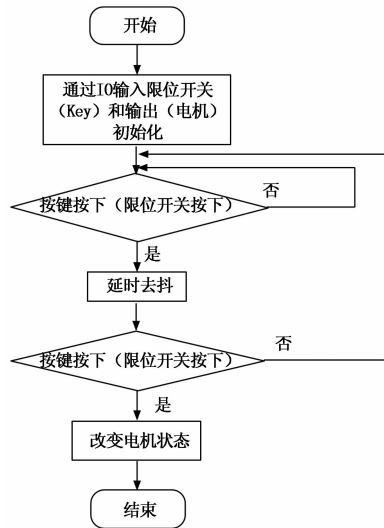 开始
通过IO输入限位开关
（Key）和输出（电机）
初始化
否
按键按下（限位开关按下）
是
延时去抖
否
按键按下（限位开关按下）
是
改变电机状态
结束